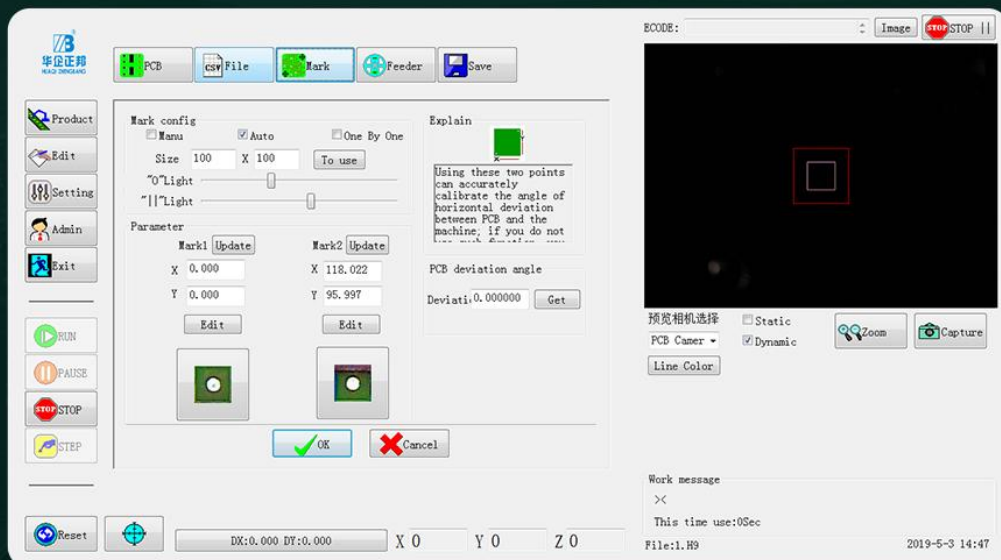 ECODE:
Image
STOP STOP ||
华企正邦
HUAQI ZHENGBANG
PCB
csv File
Mark
Feeder
Save
Product
Edit
Setting
Admin
Exit
RUN
PAUSE
STOP STOP
STEP
Reset
Mark config
Manu
Auto
One By One
Size 100 X 100 To use
"O"Light
"||"Light
Parameter
Mark1 Update
Mark2 Update
X 0.000
X 118.022
Y 0.000
Y 95.997
Edit
Edit
Explain
Using these two points
can accurately
calibrate the angle of
horizontal deviation
between PCB and the
machine; if you do not
PCB deviation angle
Deviati 0.000000 Get
OK
Cancel
预览相机选择
Static
PCB Camer
Dynamic
Zoom
Capture
Line Color
Work message
><
This time use:0Sec
DX:0.000 DY:0.000
X 0
Y 0
Z 0
File:1.H9
2019-5-3 14:47